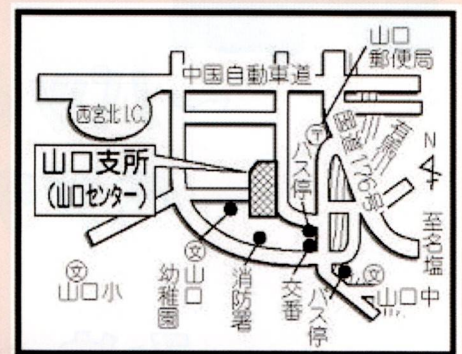 山口
郵便局
中国自動車道
西宮北I.C.
〒
バス停
国道176号
有馬川
N
山口支所
(山口センター)
至名塩
文
山口小
文山口
幼稚園
消防署
交番
バス停
文
山口中